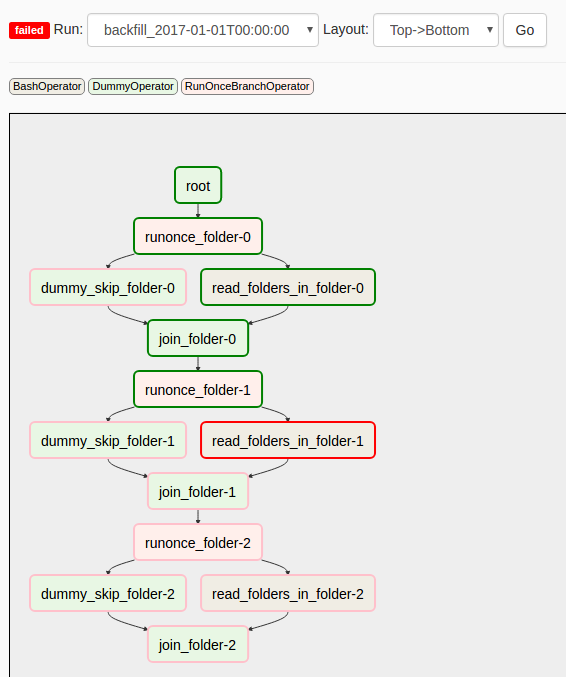 failed Run: backfill_2017-01-01T00:00:00 Layout: Top->Bottom Go
BashOperator DummyOperator RunOnceBranchOperator
root
runonce_folder-0
dummy_skip_folder-0 read_folders_in_folder-0
join_folder-0
runonce_folder-1
dummy_skip_folder-1 read_folders_in_folder-1
join_folder-1
runonce_folder-2
dummy_skip_folder-2 read_folders_in_folder-2
join_folder-2